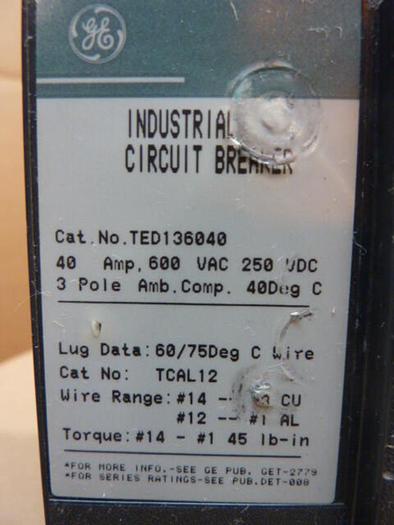 GE
INDUSTRIAL
CIRCUIT BREAKER
Cat.No.TED136040
40 Amp,600 VAC 250 VDC
3 Pole Amb.Comp. 40Deg C
Lug Data:60/75Deg C Wire
Cat No: TCAL12
Wire Range:#14 -- CU
#12 -- #1 AL
Torque:#14 - #1 45 lb-in
*FOR MORE INFO.-SEE GE PUB. GET-2779
*FOR SERIES RATINGS-SEE PUB.DET-008